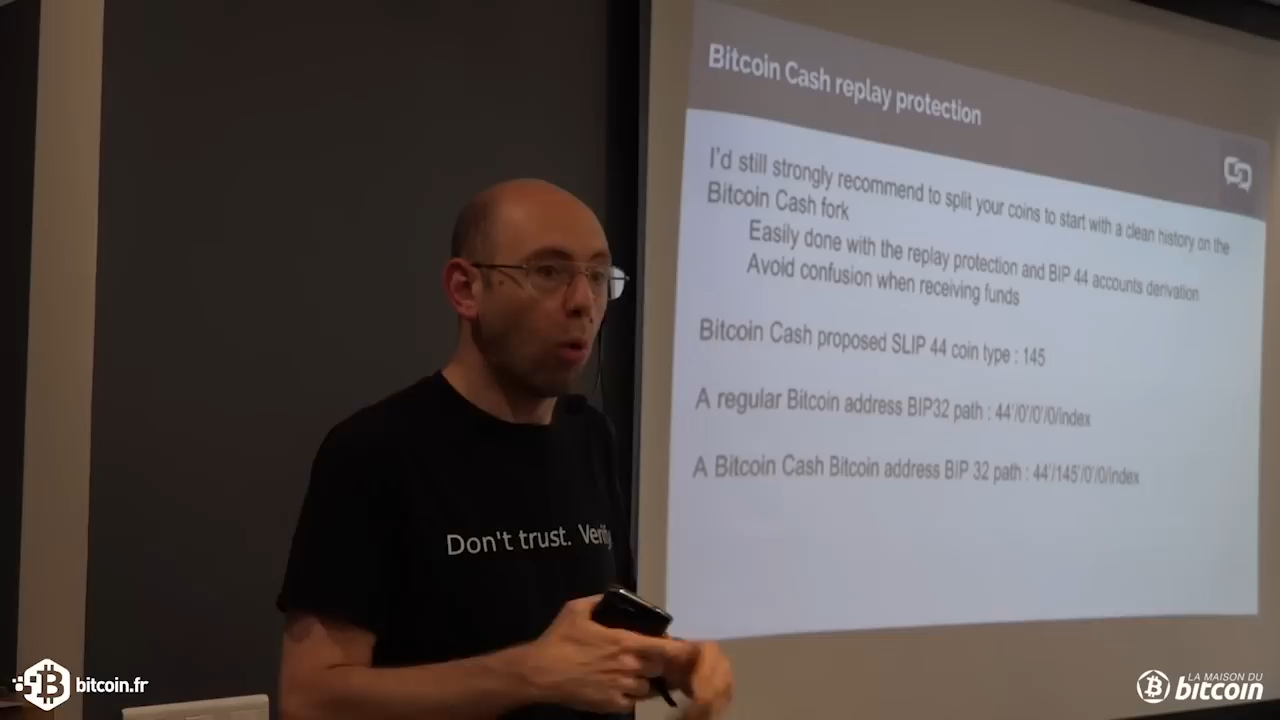 Bitcoin Cash replay protection
I'd still strongly recommend to split your coins to start with a clean history on the
Bitcoin Cash fork
Easily done with the replay protection and BIP 44 accounts derivation
Avoid confusion when receiving funds
Bitcoin Cash proposed SLIP 44 coin type : 145
A regular Bitcoin address BIP32 path : 44'/0'/0'/0/index
A Bitcoin Cash Bitcoin address BIP 32 path : 44'/145'/0'/0/index
Don't trust. Verify
bitcoin.fr
LA MAISON DU
bitcoin